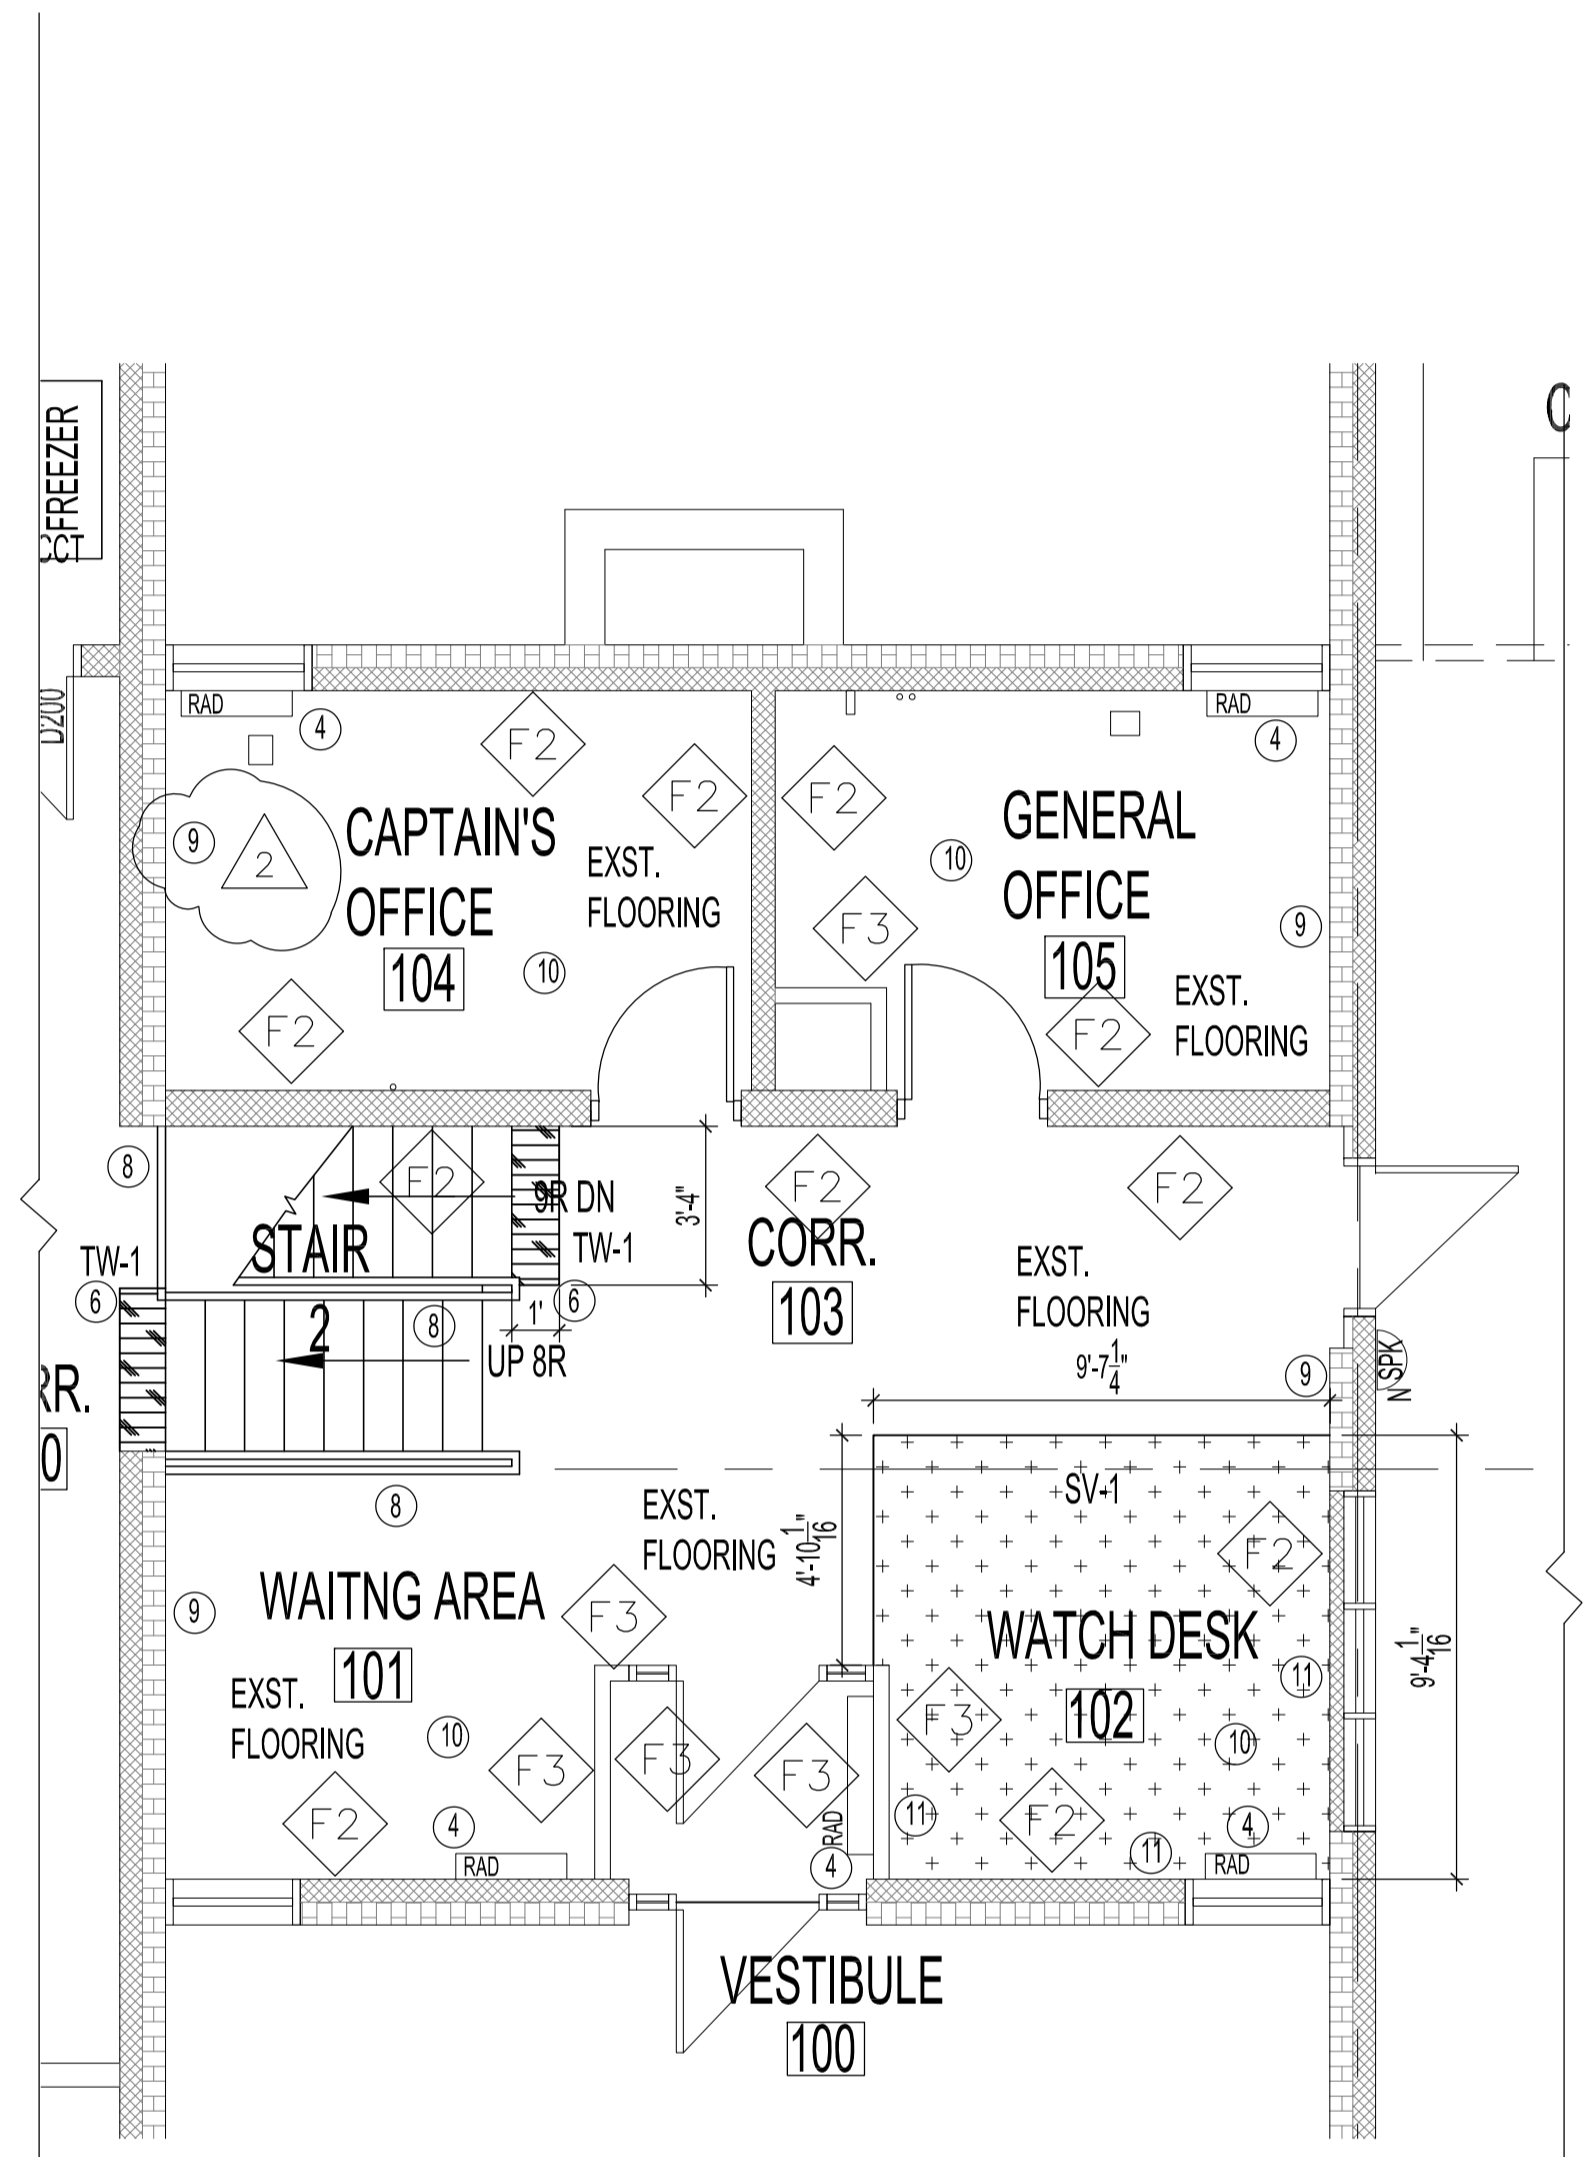 FREEZER
CCT
D200
RAD
4
F2
F2
9
2
CAPTAIN'S
OFFICE
104
EXST.
FLOORING
10
F2
RAD
4
F2
GENERAL
OFFICE
105
10
F3
9
EXST.
FLOORING
F2
8
F2
9R DN
TW-1
3'-4"
F2
F2
STAIR
2
TW-1
6
8
1'
6
UP 8R
CORR.
103
EXST.
FLOORING
9'-7 1/4"
9
N SPK
RR.
0
8
EXST.
FLOORING
4'-10 1/16"
SV-1
F2
9
WAITNG AREA
101
F3
WATCH DESK
102
9'-4 1/16"
11
EXST.
FLOORING
10
F3
F3
F3
F3
10
F2
4
RAD
RAD
4
11
F2
11
4
RAD
VESTIBULE
100